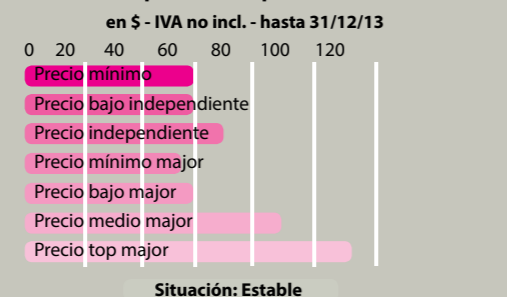 en $ - IVA no incl. - hasta 31/12/13
0 20 40 60 80 100 120
Precio mínimo
Precio bajo independiente
Precio independiente
Precio mínimo major
Precio bajo major
Precio medio major
Precio top major
Situación: Estable